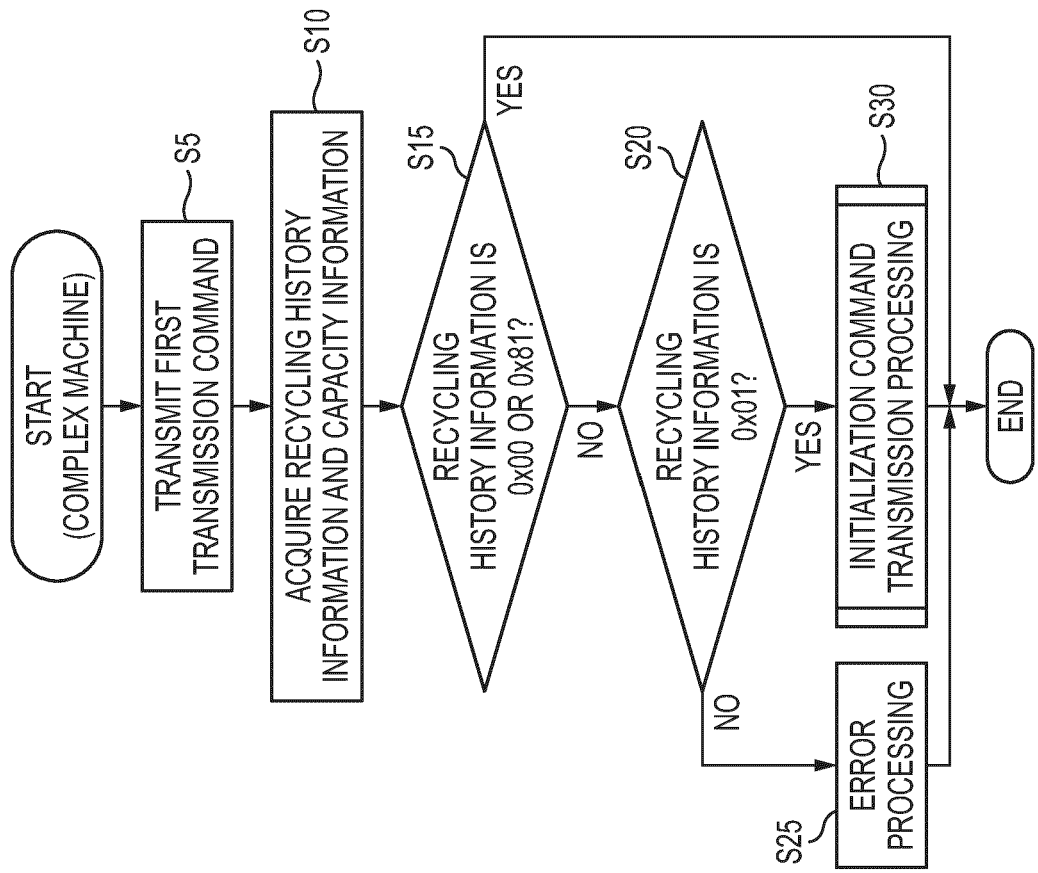 START
(COMPLEX MACHINE)
S5
TRANSMIT FIRST
TRANSMISSION COMMAND
S10
ACQUIRE RECYCLING HISTORY
INFORMATION AND CAPACITY INFORMATION
S15
RECYCLING
HISTORY INFORMATION IS
0x00 OR 0x81?
YES
NO
S20
RECYCLING
HISTORY INFORMATION IS
0x01?
NO
YES
S25
ERROR
PROCESSING
S30
INITIALIZATION COMMAND
TRANSMISSION PROCESSING
END